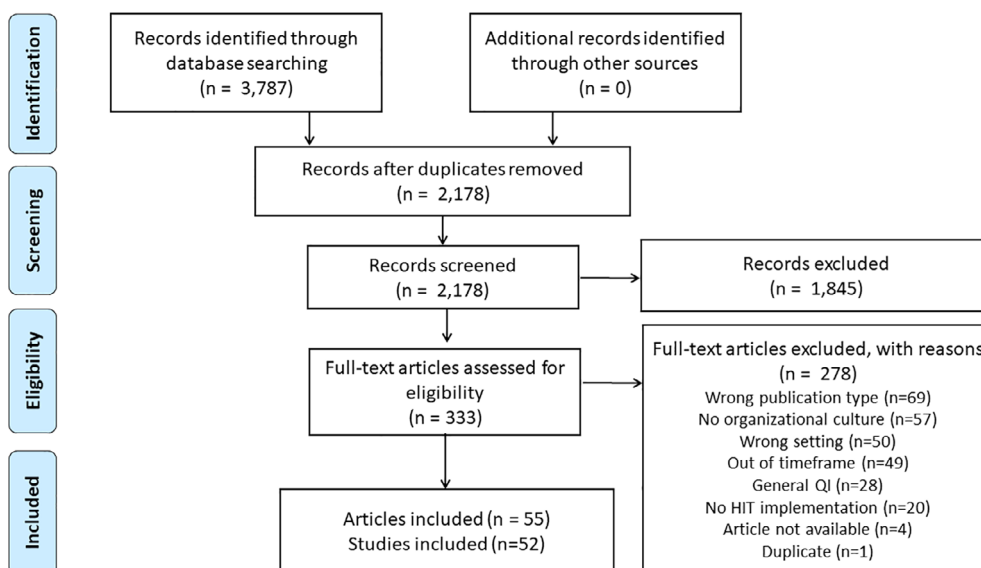 Identification
Records identified through
database searching
(n = 3,787)
Additional records identified
through other sources
(n = 0)
Records after duplicates removed
(n = 2,178)
Screening
Records screened
(n = 2,178)
Records excluded
(n = 1,845)
Eligibility
Full-text articles assessed for
eligibility
(n = 333)
Full-text articles excluded, with reasons
(n = 278)
Wrong publication type (n=69)
No organizational culture (n=57)
Wrong setting (n=50)
Out of timeframe (n=49)
General QI (n=28)
No HIT implementation (n=20)
Article not available (n=4)
Duplicate (n=1)
Included
Articles included (n = 55)
Studies included (n=52)